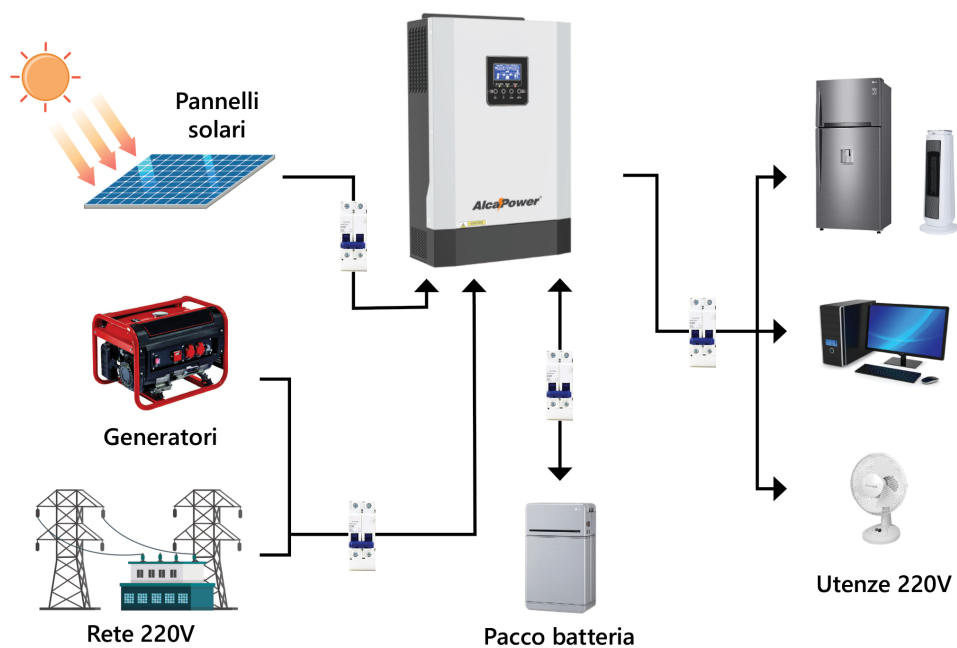 Pannelli
solari
AlcaPower
Generatori
Rete 220V
Pacco batteria
Utenze 220V